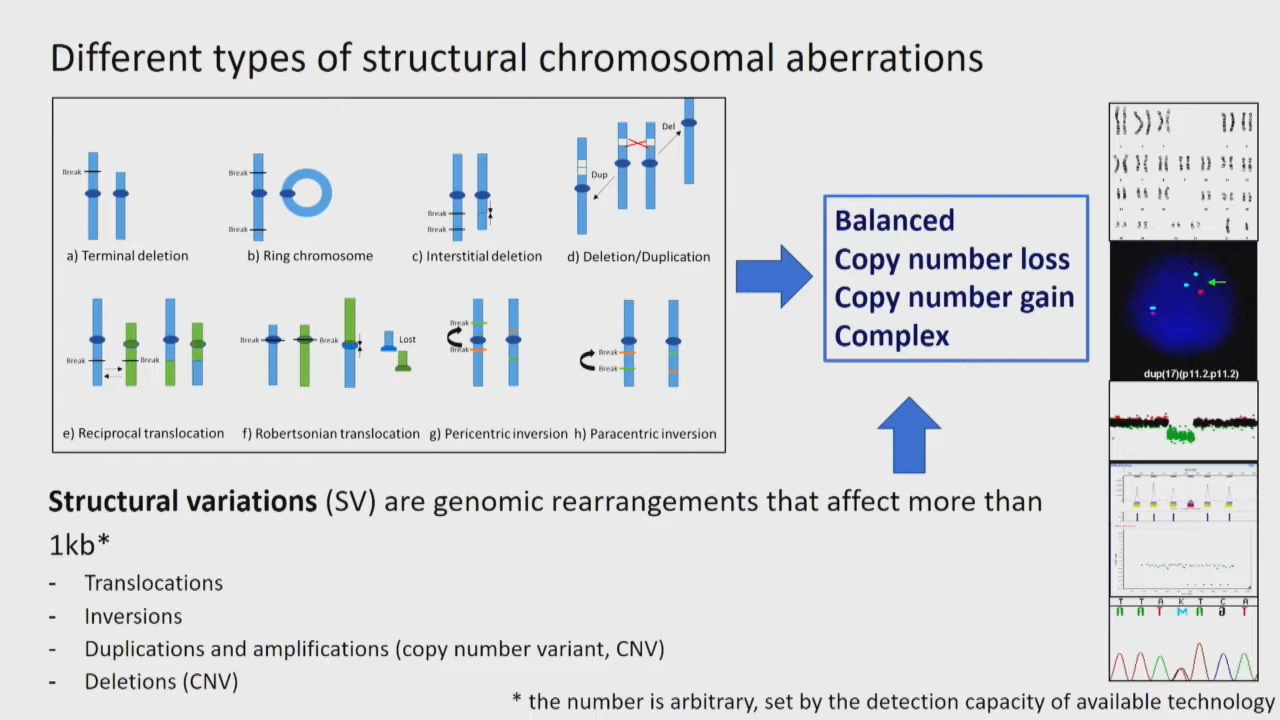 Different types of structural chromosomal aberrations
Break
a) Terminal deletion
Break
Break
b) Ring chromosome
Break
Break
c) Interstitial deletion
Dup
Del
d) Deletion/Duplication
Break
Break
e) Reciprocal translocation
Break
Break
Lost
f) Robertsonian translocation
Break
Break
g) Pericentric inversion
Break
Break
h) Paracentric inversion
Balanced
Copy number loss
Copy number gain
Complex
dup(17)(p11.2.p11.2)
T T A K T C A
A A T M A G T
Structural variations (SV) are genomic rearrangements that affect more than
1kb*
- Translocations
- Inversions
- Duplications and amplifications (copy number variant, CNV)
- Deletions (CNV)
* the number is arbitrary, set by the detection capacity of available technology